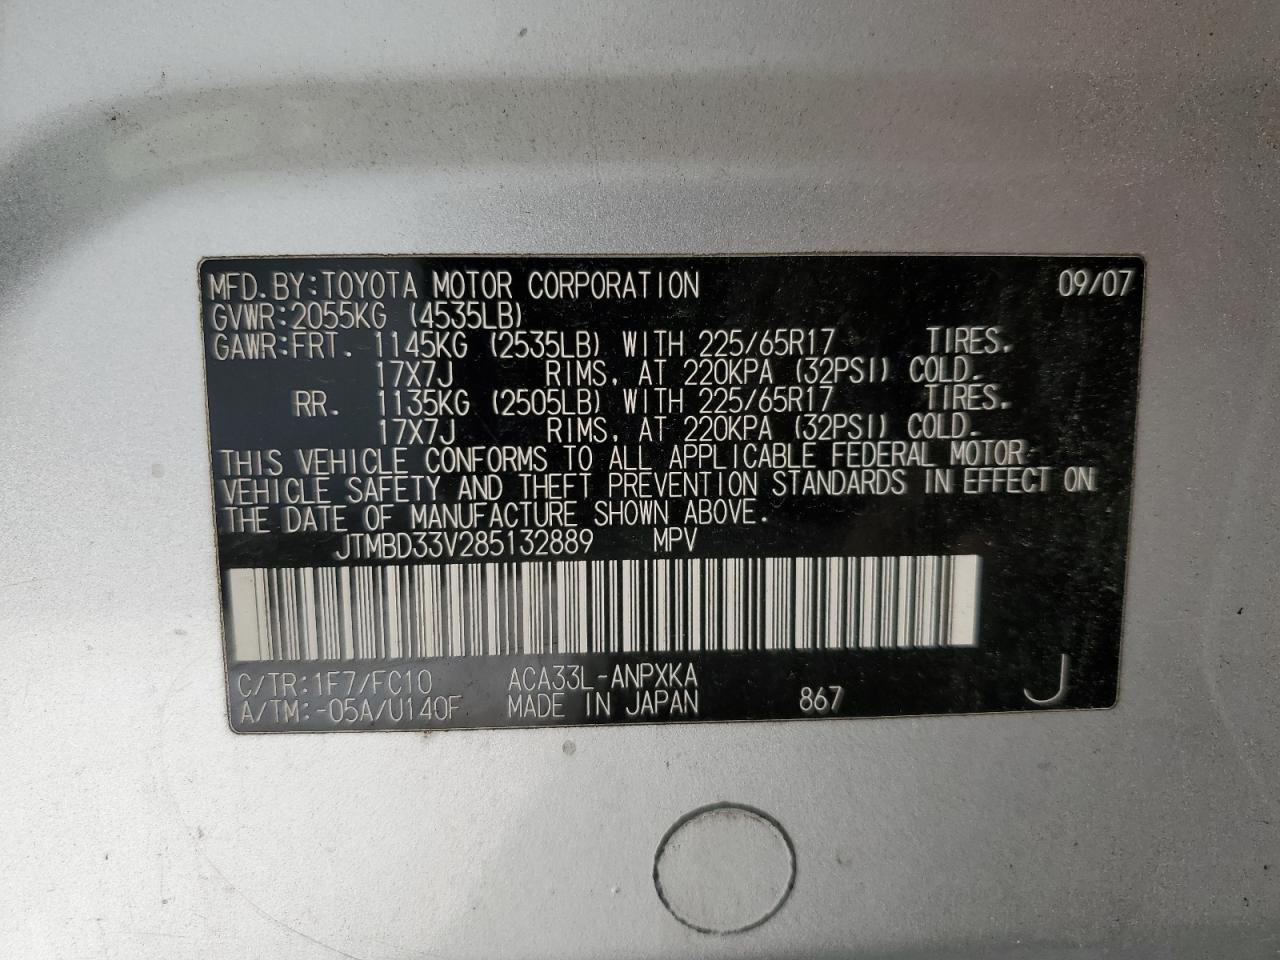 MFD. BY:TOYOTA MOTOR CORPORATION 09/07
GVWR:2055KG (4535LB)
GAWR:FRT. 1145KG (2535LB) WITH 225/65R17 TIRES.
17X7J RIMS, AT 220KPA (32PSI) COLD.
RR. 1135KG (2505LB) WITH 225/65R17 TIRES.
17X7J RIMS, AT 220KPA (32PSI) COLD.
THIS VEHICLE CONFORMS TO ALL APPLICABLE FEDERAL MOTOR
VEHICLE SAFETY AND THEFT PREVENTION STANDARDS IN EFFECT ON
THE DATE OF MANUFACTURE SHOWN ABOVE.
JTMBD33V285132889 MPV
C/TR:1F7/FC10 ACA33L-ANPXKA
A/TM:-05A/U140F MADE IN JAPAN 867 J